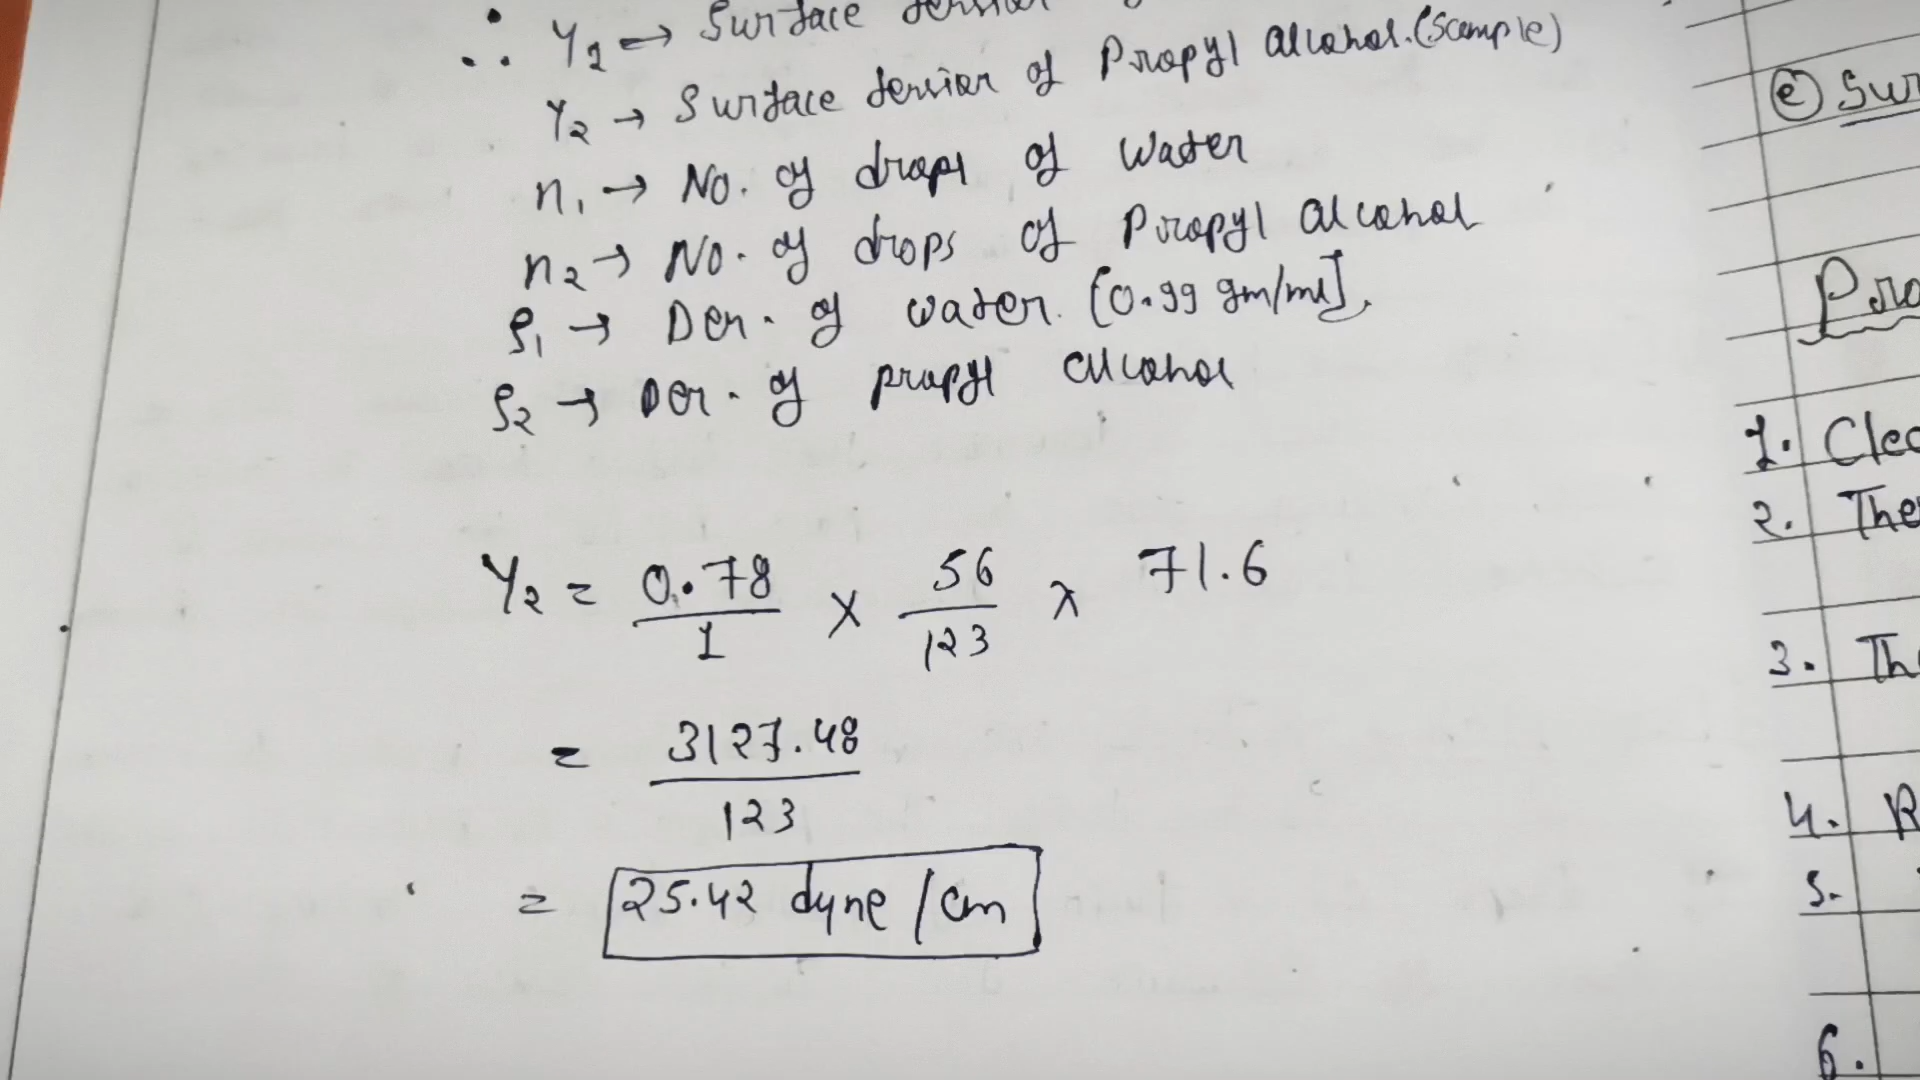 ∴ γ1 → Surface tension
γ2 → Surface tension of Propyl alcohol. (Sample)
n1 → No. of drops of water
n2 → No. of drops of Propyl alcohol
ρ1 → Den. of water. [0.99 gm/ml].
ρ2 → Den. of propyl alcohol
γ2 = 0.78/1 × 56/123 × 71.6
= 3127.48/123
= 25.42 dyne/cm
e) Sur
Pro
1. Clea
2. The
3. Th
4. R
5.
6.